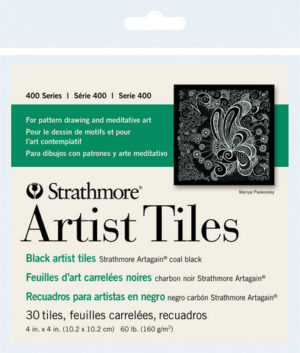 400 Series | Série 400 | Serie 400
For pattern drawing and meditative art
Pour le dessin de motifs et pour
l'art contemplatif
Para dibujos con patrones y arte meditativo
Mariya Paskovsky
Strathmore®
Artist Tiles
Black artist tiles Strathmore Artagain® coal black
Feuilles d'art carrelées noires charbon noir Strathmore Artagain®
Recuadros para artistas en negro negro carbón Strathmore Artagain®
30 tiles, feuilles carrelées, recuadros
4 in. x 4 in. (10.2 x 10.2 cm) 60 lb. (160 g/m²)